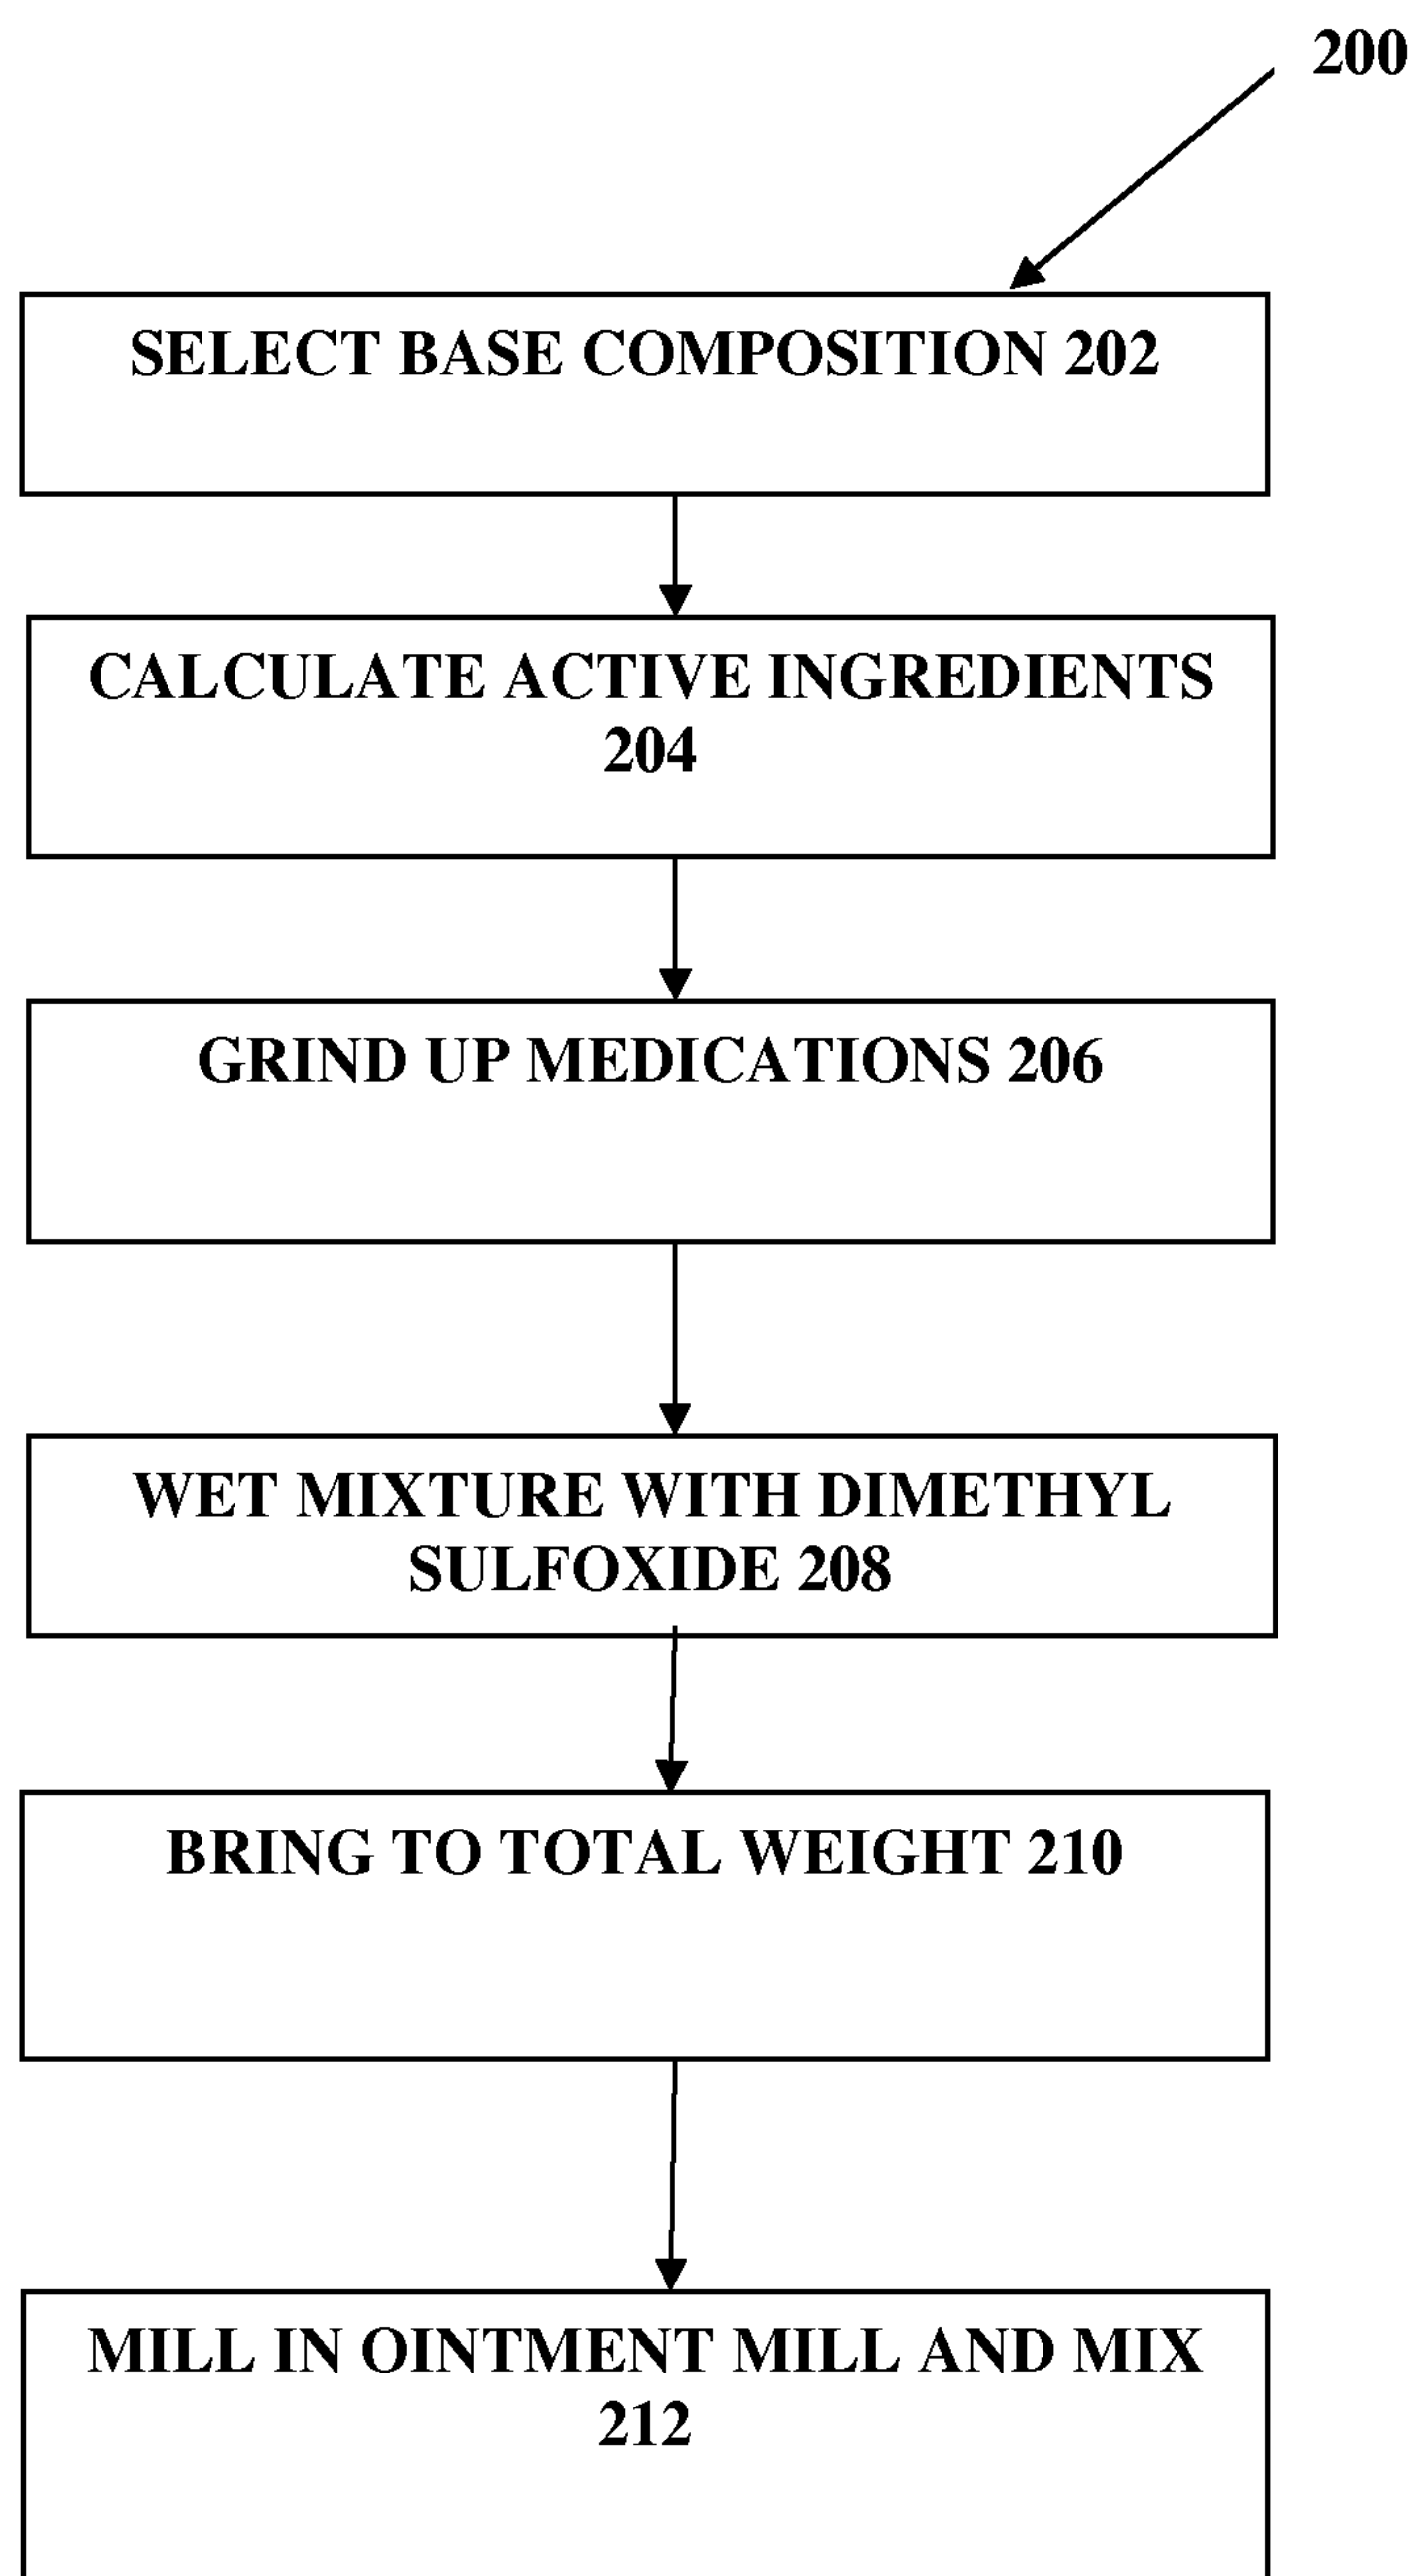 200
SELECT BASE COMPOSITION 202
CALCULATE ACTIVE INGREDIENTS
204
GRIND UP MEDICATIONS 206
WET MIXTURE WITH DIMETHYL
SULFOXIDE 208
BRING TO TOTAL WEIGHT 210
MILL IN OINTMENT MILL AND MIX
212